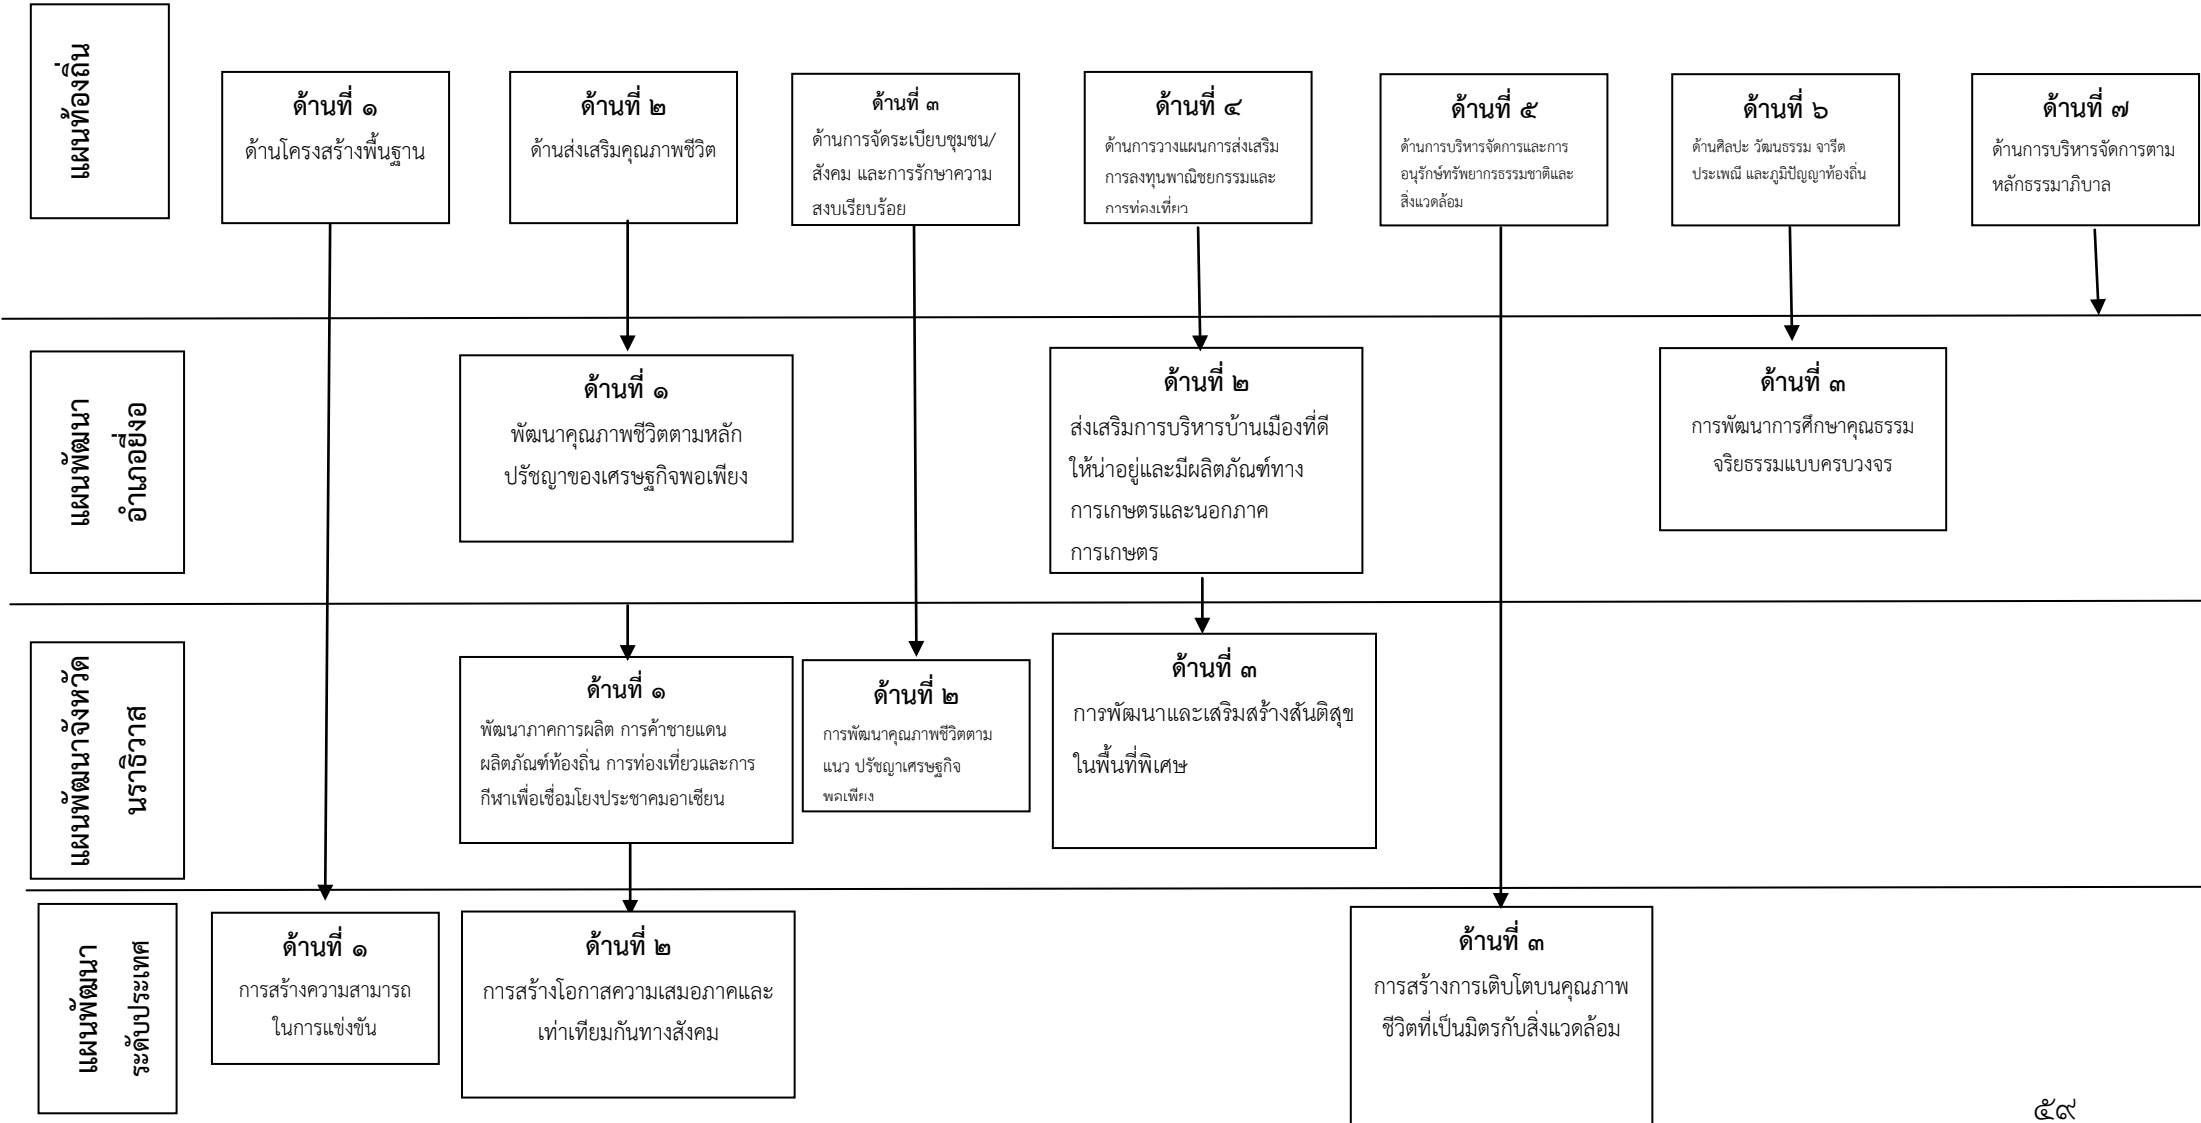 แผนท้องถิ่น
ด้านที่ ๑
ด้านโครงสร้างพื้นฐาน
ด้านที่ ๒
ด้านส่งเสริมคุณภาพชีวิต
ด้านที่ ๓
ด้านการจัดระเบียบชุมชน/
สังคม และการรักษาความ
สงบเรียบร้อย
ด้านที่ ๔
ด้านการวางแผนการส่งเสริม
การลงทุนพาณิชยกรรมและ
การท่องเที่ยว
ด้านที่ ๕
ด้านการบริหารจัดการและการ
อนุรักษ์ทรัพยากรธรรมชาติและ
สิ่งแวดล้อม
ด้านที่ ๖
ด้านศิลปะ วัฒนธรรม จารีต
ประเพณี และภูมิปัญญาท้องถิ่น
ด้านที่ ๗
ด้านการบริหารจัดการตาม
หลักธรรมาภิบาล
แผนพัฒนา
อำเภอยี่งอ
ด้านที่ ๑
พัฒนาคุณภาพชีวิตตามหลัก
ปรัชญาของเศรษฐกิจพอเพียง
ด้านที่ ๒
ส่งเสริมการบริหารบ้านเมืองที่ดี
ให้น่าอยู่และมีผลิตภัณฑ์ทาง
การเกษตรและนอกภาค
การเกษตร
ด้านที่ ๓
การพัฒนาการศึกษาคุณธรรม
จริยธรรมแบบครบวงจร
แผนพัฒนาจังหวัด
นราธิวาส
ด้านที่ ๑
พัฒนาภาคการผลิต การค้าชายแดน
ผลิตภัณฑ์ท้องถิ่น การท่องเที่ยวและการ
กีฬาเพื่อเชื่อมโยงประชาคมอาเซียน
ด้านที่ ๒
การพัฒนาคุณภาพชีวิตตาม
แนว ปรัชญาเศรษฐกิจ
พอเพียง
ด้านที่ ๓
การพัฒนาและเสริมสร้างสันติสุข
ในพื้นที่พิเศษ
แผนพัฒนา
ระดับประเทศ
ด้านที่ ๑
การสร้างความสามารถ
ในการแข่งขัน
ด้านที่ ๒
การสร้างโอกาสความเสมอภาคและ
เท่าเทียมกันทางสังคม
ด้านที่ ๓
การสร้างการเติบโตบนคุณภาพ
ชีวิตที่เป็นมิตรกับสิ่งแวดล้อม
๕๙